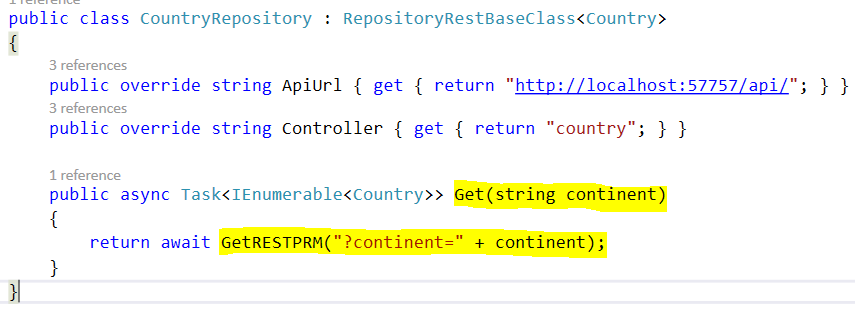 1 reference
public class CountryRepository : RepositoryRestBaseClass<Country>
{
3 references
public override string ApiUrl { get { return "http://localhost:57757/api/"; } }
3 references
public override string Controller { get { return "country"; } }
1 reference
public async Task<IEnumerable<Country>> Get(string continent)
{
return await GetRESTPRM("?continent=" + continent);
}
}